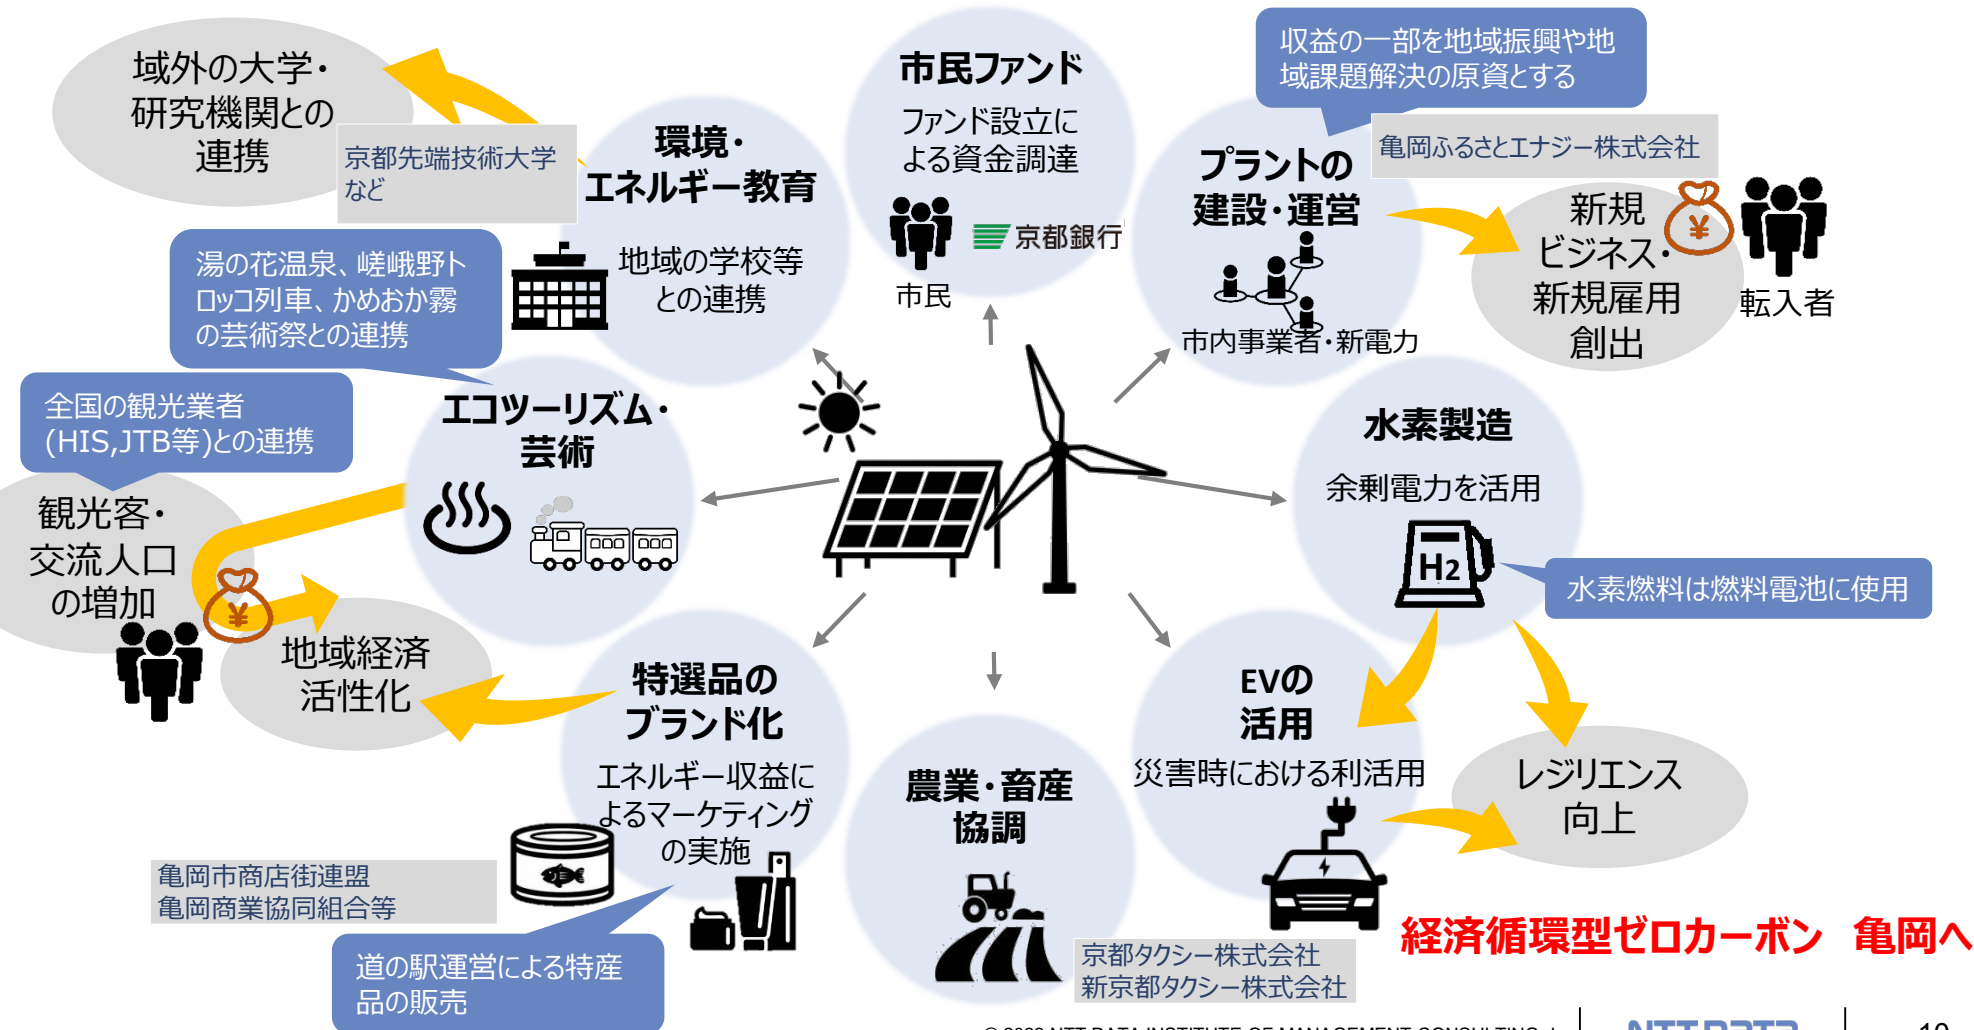 域外の大学・
研究機関との
連携
京都先端技術大学
など
環境・
エネルギー教育
地域の学校等
との連携
市民ファンド
ファンド設立に
よる資金調達
京都銀行
市民
収益の一部を地域振興や地
域課題解決の原資とする
プラントの
建設・運営
市内事業者・新電力
亀岡ふるさとエナジー株式会社
新規
ビジネス・
新規雇用
創出
¥
転入者
湯の花温泉、嵯峨野ト
ロッコ列車、かめおか霧
の芸術祭との連携
全国の観光業者
(HIS,JTB等)との連携
エコツーリズム・
芸術
観光客・
交流人口
の増加
¥
地域経済
活性化
水素製造
余剰電力を活用
H2
水素燃料は燃料電池に使用
特選品の
ブランド化
エネルギー収益に
よるマーケティング
の実施
亀岡市商店街連盟
亀岡商業協同組合等
道の駅運営による特産
品の販売
農業・畜産
協調
EVの
活用
災害時における利活用
京都タクシー株式会社
新京都タクシー株式会社
レジリエンス
向上
経済循環型ゼロカーボン 亀岡へ
NTT DATA